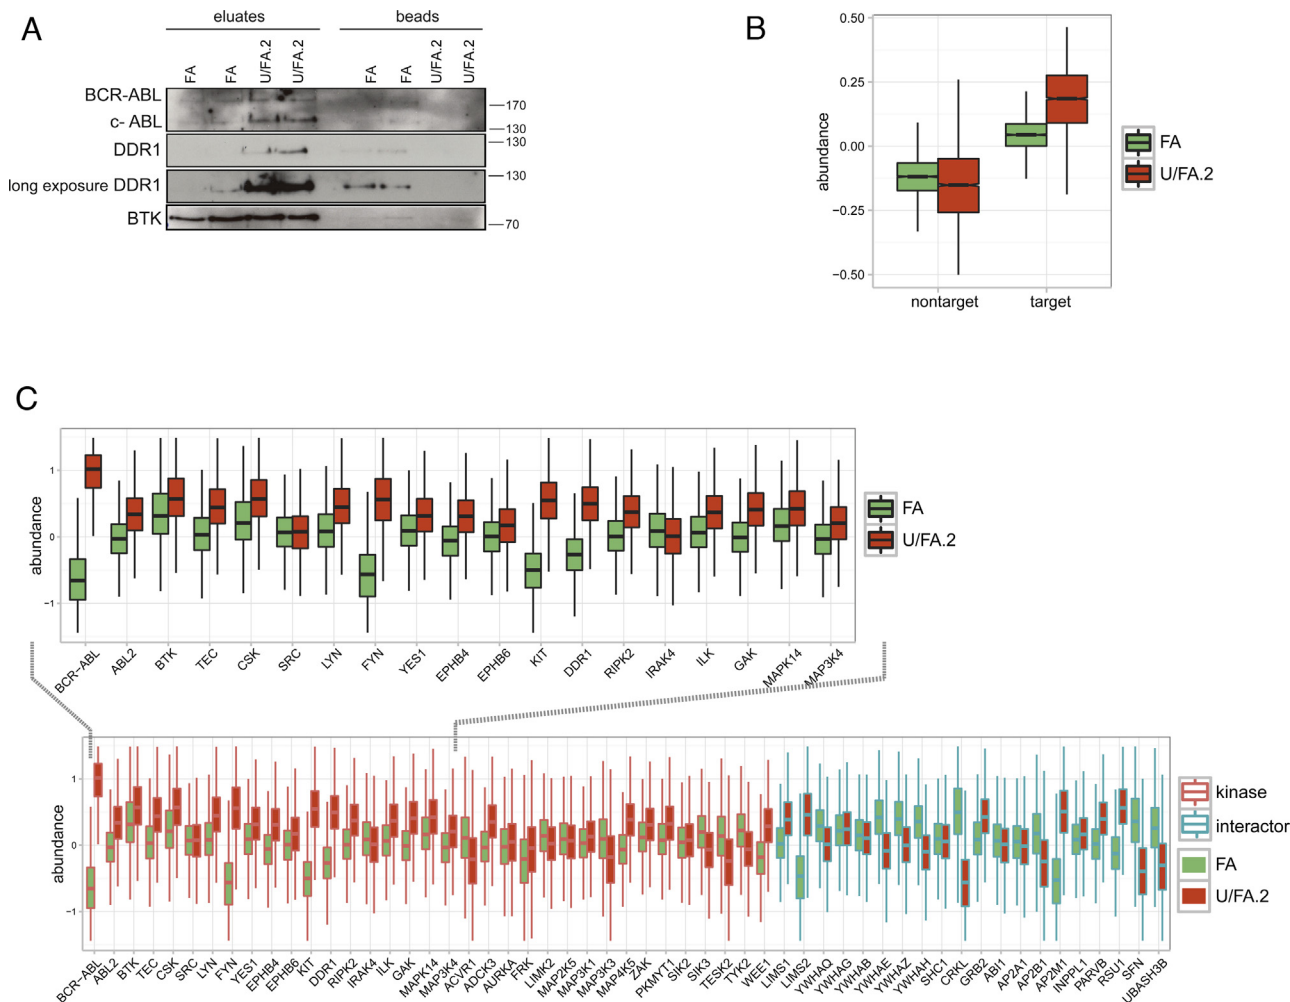 A
eluates
beads
FA
FA
U/FA.2
U/FA.2
FA
FA
U/FA.2
U/FA.2
BCR-ABL
170
c- ABL
130
DDR1
130
long exposure DDR1
130
BTK
70
B
abundance
0.50
0.25
0.00
−0.25
−0.50
nontarget
target
FA
U/FA.2
C
abundance
1
0
−1
BCR−ABL
ABL2
BTK
TEC
CSK
SRC
LYN
FYN
YES1
EPHB4
EPHB6
KIT
DDR1
RIPK2
IRAK4
ILK
GAK
MAPK14
MAP3K4
FA
U/FA.2
abundance
1
0
−1
BCR−ABL
ABL2
BTK
TEC
CSK
SRC
LYN
FYN
YES1
EPHB4
EPHB6
KIT
DDR1
RIPK2
IRAK4
ILK
GAK
MAPK14
MAP3K4
ACVR1
ADCK3
AURKA
FRK
LIMK2
MAP2K5
MAP3K1
MAP3K3
MAP4K5
ZAK
PKMYT1
SIK2
SIK3
TESK2
TYK2
WEE1
LIMS1
LIMS2
YWHAQ
YWHAG
YWHAB
YWHAE
YWHAZ
YWHAH
SHC1
CRKL
GRB2
ABI1
AP2A1
AP2B1
AP2M1
INPPL1
PARVB
RSU1
SFN
UBASH3B
kinase
interactor
FA
U/FA.2